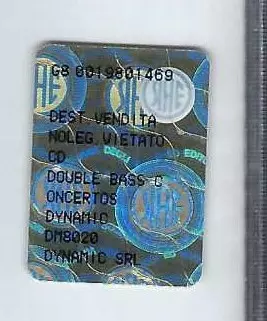 G8 0019801469
DEST VENDITA
NOLEG VIETATO
CD
DOUBLE BASS C
ONCERTOS
DYNAMIC
DM8020
DYNAMIC SRL